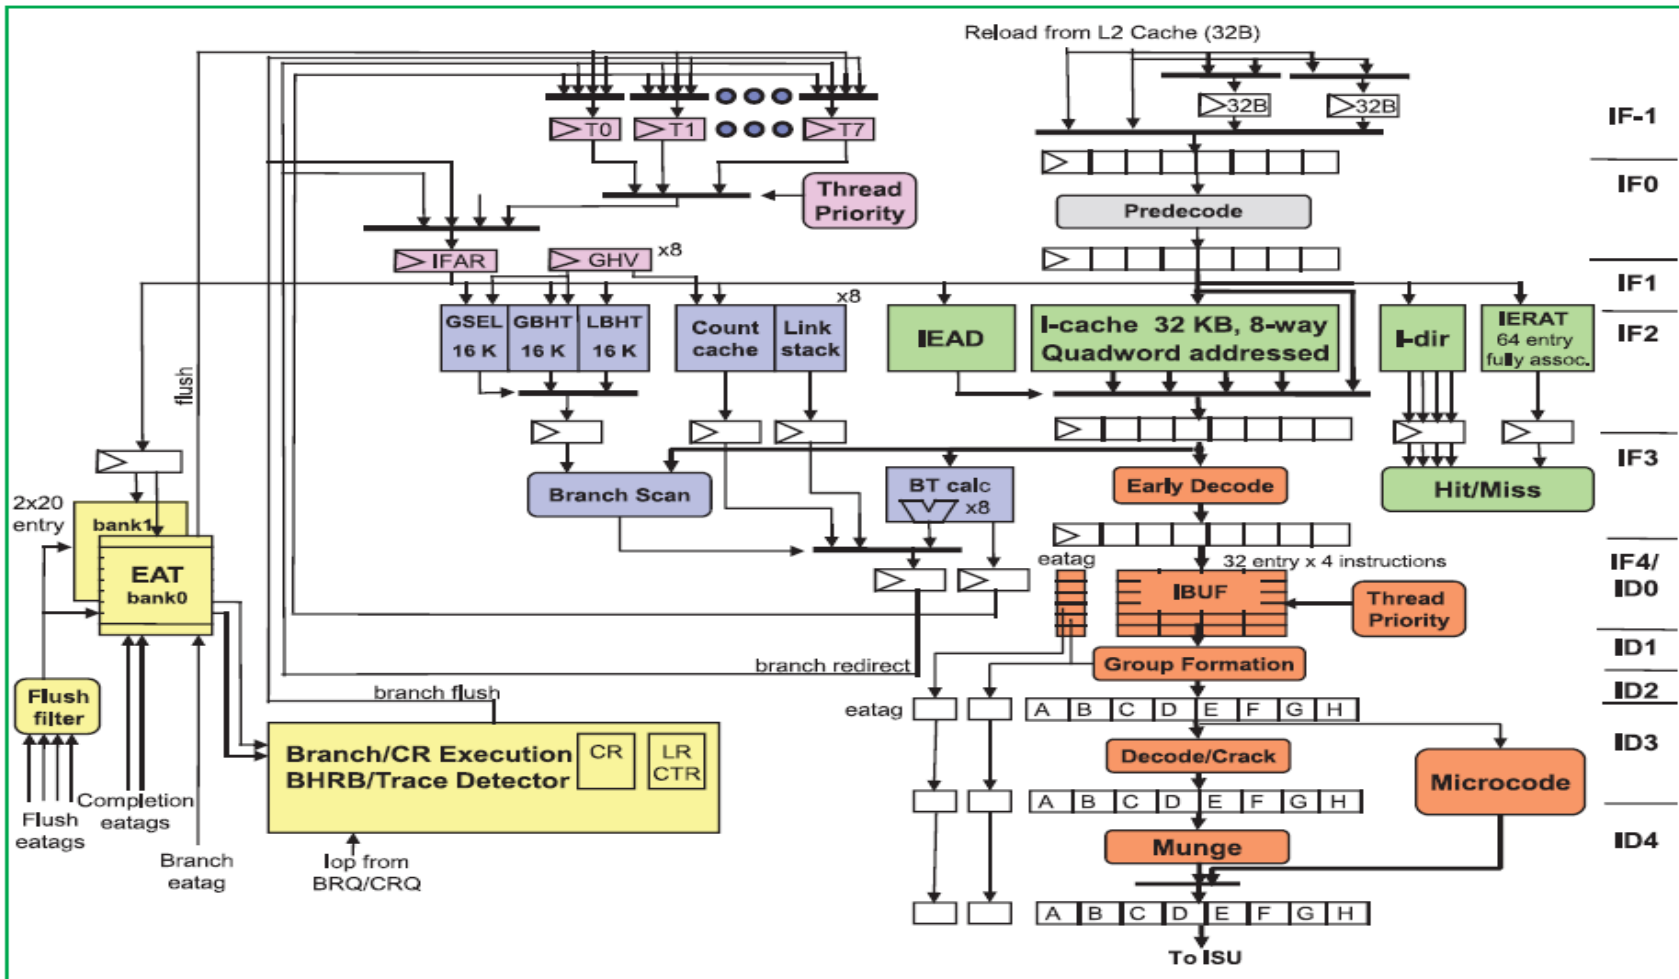 Reload from L2 Cache (32B)
32B
32B
IF-1
T0
T1
T7
IF0
Thread
Priority
Predecode
IFAR
GHV
x8
IF1
x8
GSEL
16 K
GBHT
16 K
LBHT
16 K
Count
cache
Link
stack
IEAD
I-cache 32 KB, 8-way
Quadword addressed
I-dir
IERAT
64 entry
fully assoc.
IF2
flush
IF3
2x20
entry
bank1
Branch Scan
BT calc
x8
Early Decode
Hit/Miss
EAT
bank0
eatag
32 entry x 4 instructions
IBUF
Thread
Priority
IF4/
ID0
branch redirect
Group Formation
ID1
Flush
filter
branch flush
eatag
A B C D E F G H
ID2
Branch/CR Execution
BHRB/Trace Detector
CR
LR
CTR
Decode/Crack
Microcode
ID3
Completion
eatags
Flush
eatags
A B C D E F G H
Branch
eatag
Iop from
BRQ/CRQ
Munge
ID4
A B C D E F G H
To ISU